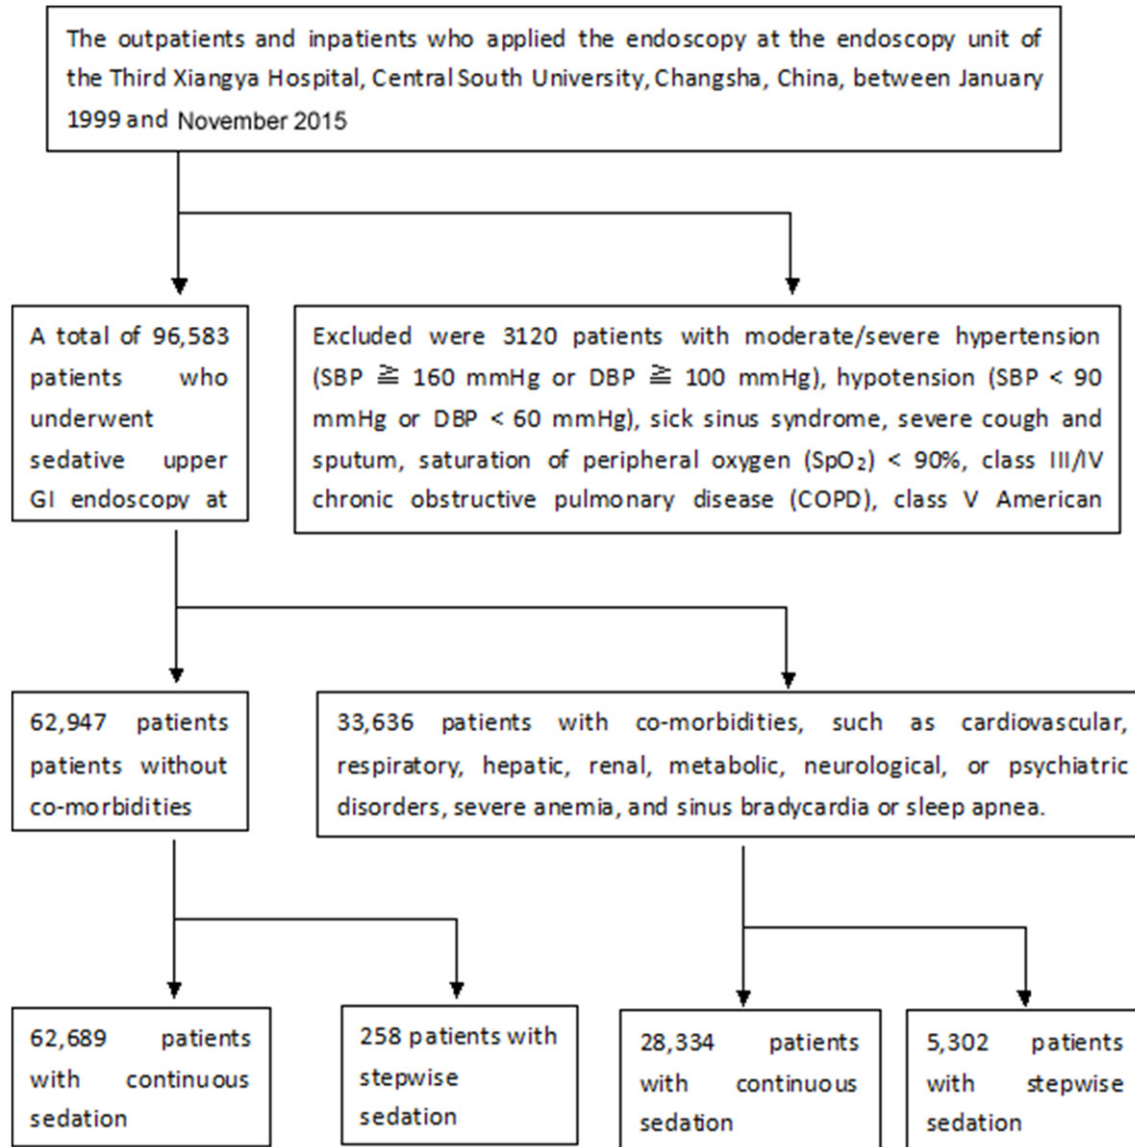 The outpatients and inpatients who applied the endoscopy at the endoscopy unit of
the Third Xiangya Hospital, Central South University, Changsha, China, between January
1999 and November 2015
A total of 96,583
patients who
underwent
sedative upper
GI endoscopy at
Excluded were 3120 patients with moderate/severe hypertension
(SBP ≧ 160 mmHg or DBP ≧ 100 mmHg), hypotension (SBP < 90
mmHg or DBP < 60 mmHg), sick sinus syndrome, severe cough and
sputum, saturation of peripheral oxygen (SpO₂) < 90%, class III/IV
chronic obstructive pulmonary disease (COPD), class V American
62,947 patients
patients without
co-morbidities
33,636 patients with co-morbidities, such as cardiovascular,
respiratory, hepatic, renal, metabolic, neurological, or psychiatric
disorders, severe anemia, and sinus bradycardia or sleep apnea.
62,689 patients
with continuous
sedation
258 patients with
stepwise
sedation
28,334 patients
with continuous
sedation
5,302 patients
with stepwise
sedation